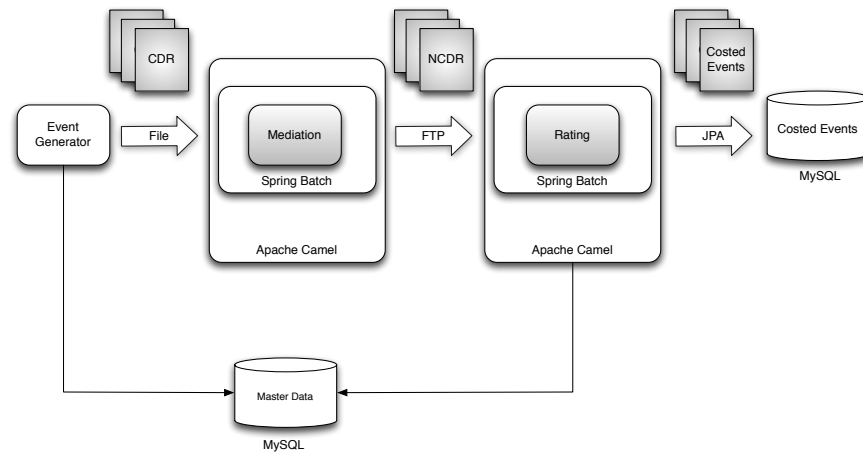 CDR
NCDR
Costed
Events
Event
Generator
File
Mediation
Spring Batch
Apache Camel
FTP
Rating
Spring Batch
Apache Camel
JPA
Costed Events
MySQL
Master Data
MySQL